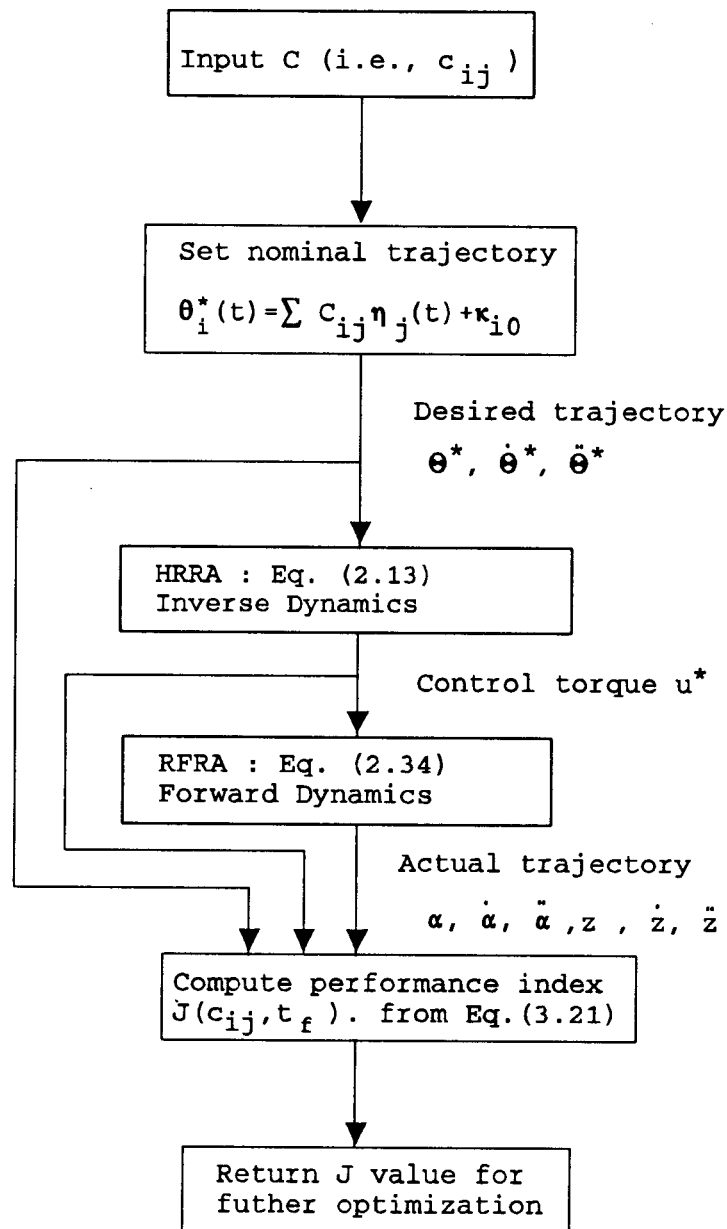 Input C (i.e., c_ij )
Set nominal trajectory
θ_i^*(t)=∑ C_ij η_j(t)+κ_i0
Desired trajectory
Θ^*, Θ̇^*, Θ̈^*
HRRA : Eq. (2.13)
Inverse Dynamics
Control torque u^*
RFRA : Eq. (2.34)
Forward Dynamics
Actual trajectory
α, α̇, α̈ ,z , ż, z̈
Compute performance index
J(c_ij,t_f ). from Eq.(3.21)
Return J value for
futher optimization